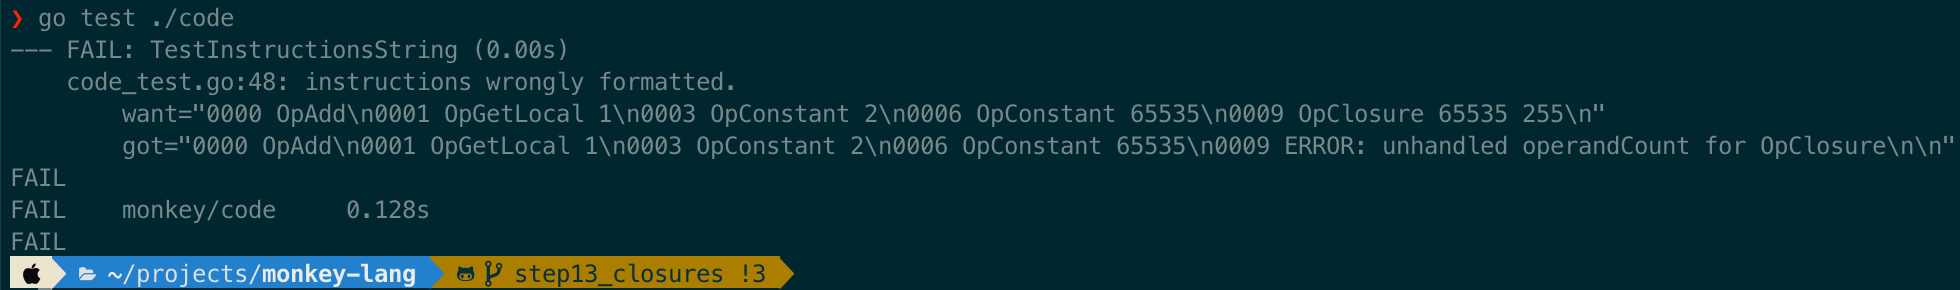 ❯ go test ./code
--- FAIL: TestInstructionsString (0.00s)
    code_test.go:48: instructions wrongly formatted.
        want="0000 OpAdd\n0001 OpGetLocal 1\n0003 OpConstant 2\n0006 OpConstant 65535\n0009 OpClosure 65535 255\n"
        got="0000 OpAdd\n0001 OpGetLocal 1\n0003 OpConstant 2\n0006 OpConstant 65535\n0009 ERROR: unhandled operandCount for OpClosure\n\n"
FAIL
FAIL    monkey/code     0.128s
FAIL
~/projects/monkey-lang step13_closures !3